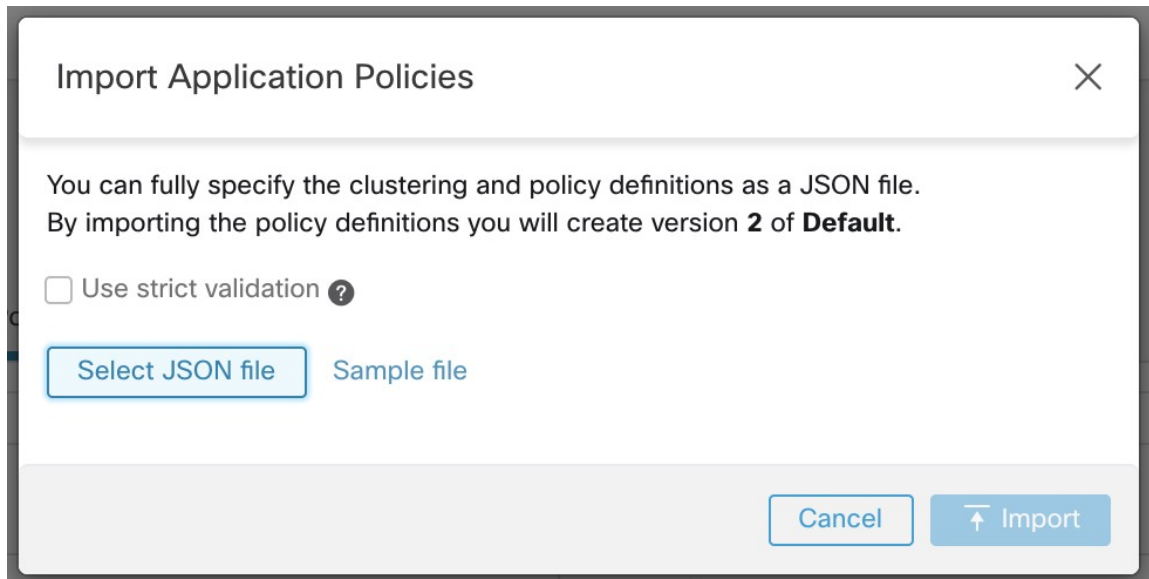 Import Application Policies
You can fully specify the clustering and policy definitions as a JSON file.
By importing the policy definitions you will create version 2 of Default.
Use strict validation ?
Select JSON file Sample file
Cancel Import